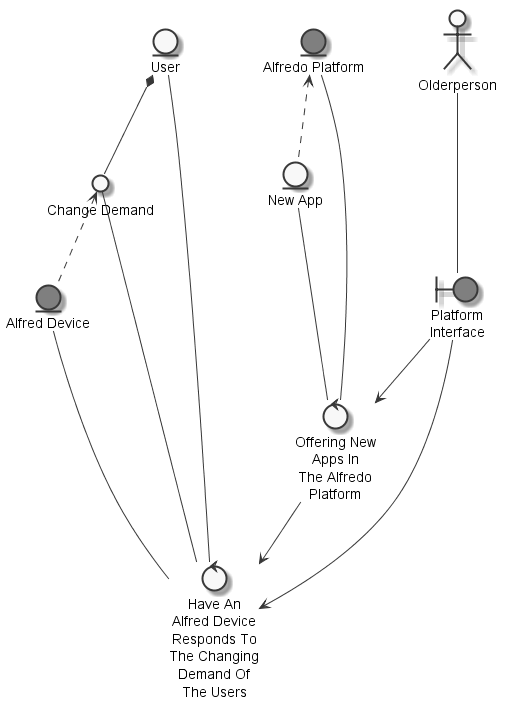 User
Alfredo Platform
Olderperson
New App
Change Demand
Alfred Device
Platform
Interface
Offering New
Apps In
The Alfredo
Platform
Have An
Alfred Device
Responds To
The Changing
Demand Of
The Users